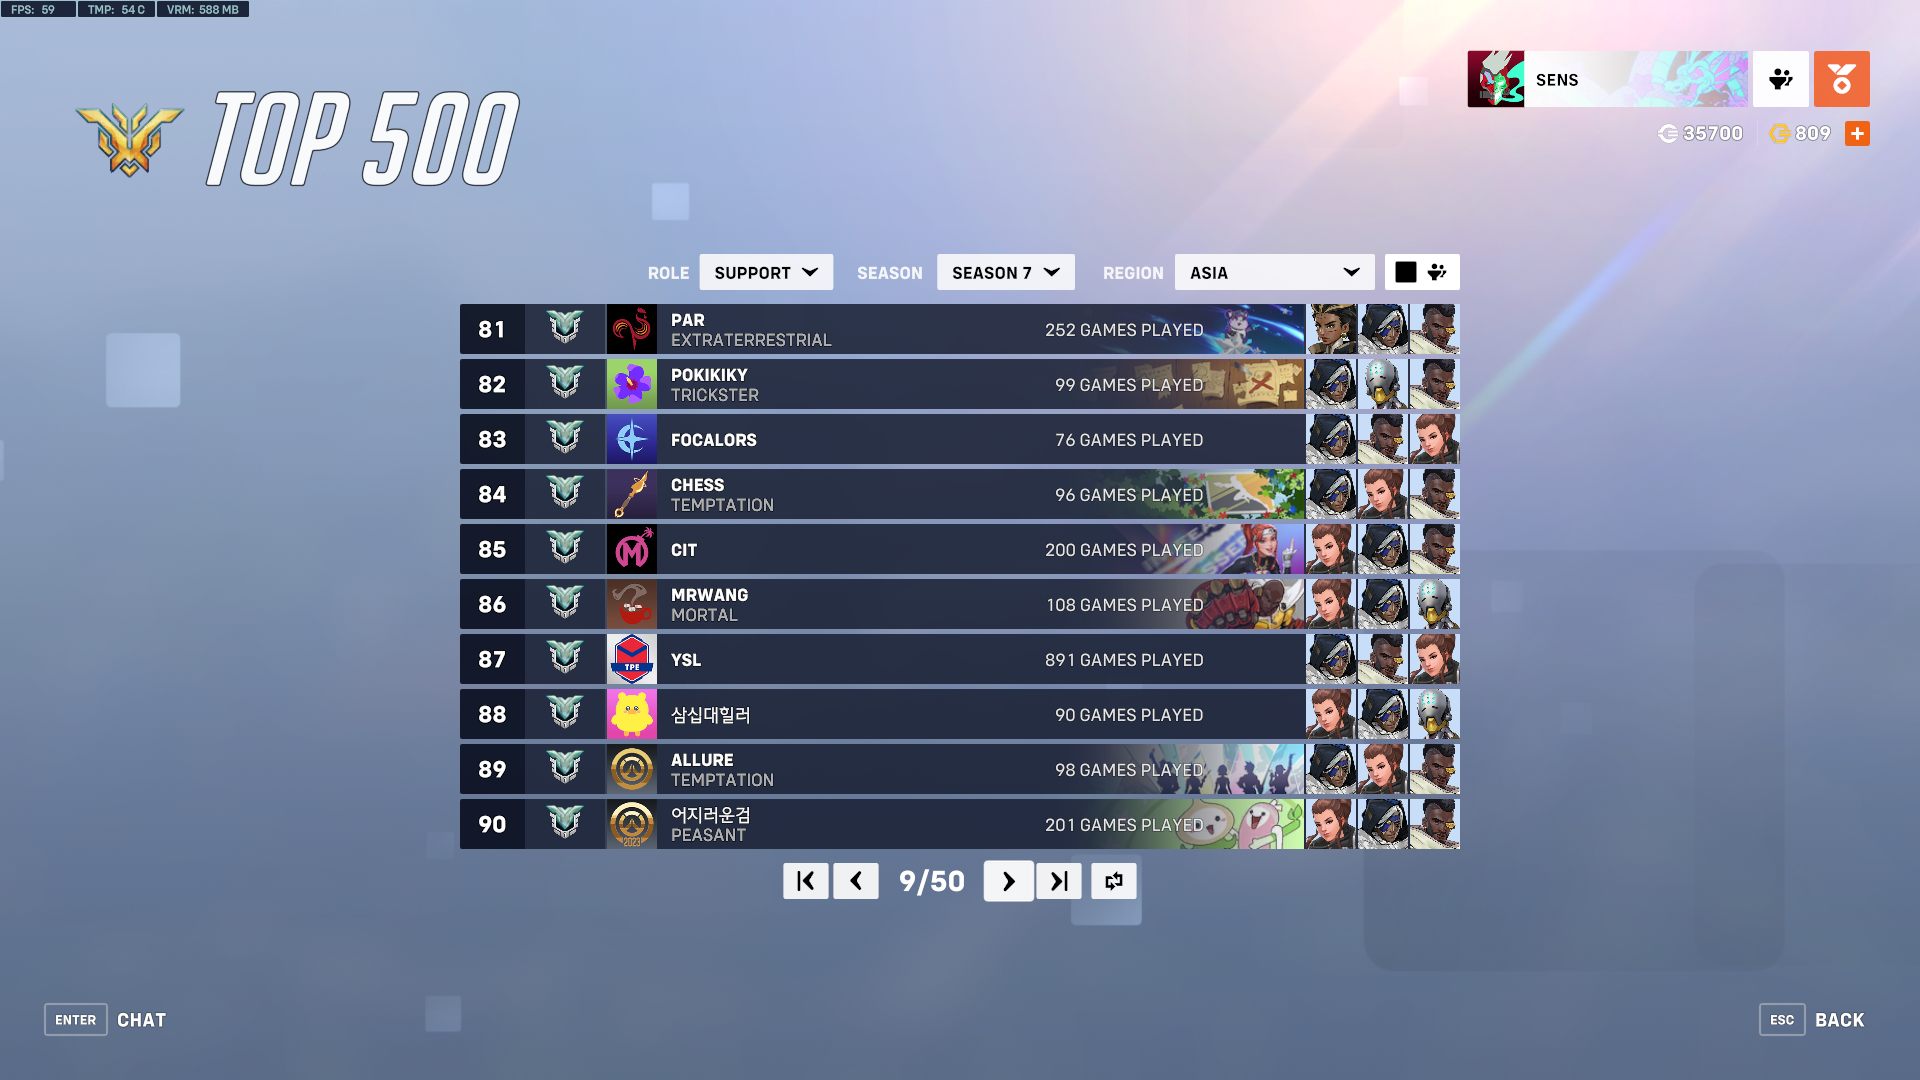 FPS: 59 TMP: 54 C VRM: 588 MB
TOP 500
SENS
35700 809
ROLE SUPPORT SEASON SEASON 7 REGION ASIA
81 PAR 252 GAMES PLAYED
EXTRATERRESTRIAL
82 POKIKIKY 99 GAMES PLAYED
TRICKSTER
83 FOCALORS 76 GAMES PLAYED
84 CHESS 96 GAMES PLAYED
TEMPTATION
85 CIT 200 GAMES PLAYED
86 MRWANG 108 GAMES PLAYED
MORTAL
87 TPE YSL 891 GAMES PLAYED
88 삼십대힐러 90 GAMES PLAYED
89 ALLURE 98 GAMES PLAYED
TEMPTATION
90 2023 어지러운검 201 GAMES PLAYED
PEASANT
9/50
ENTER CHAT
ESC BACK